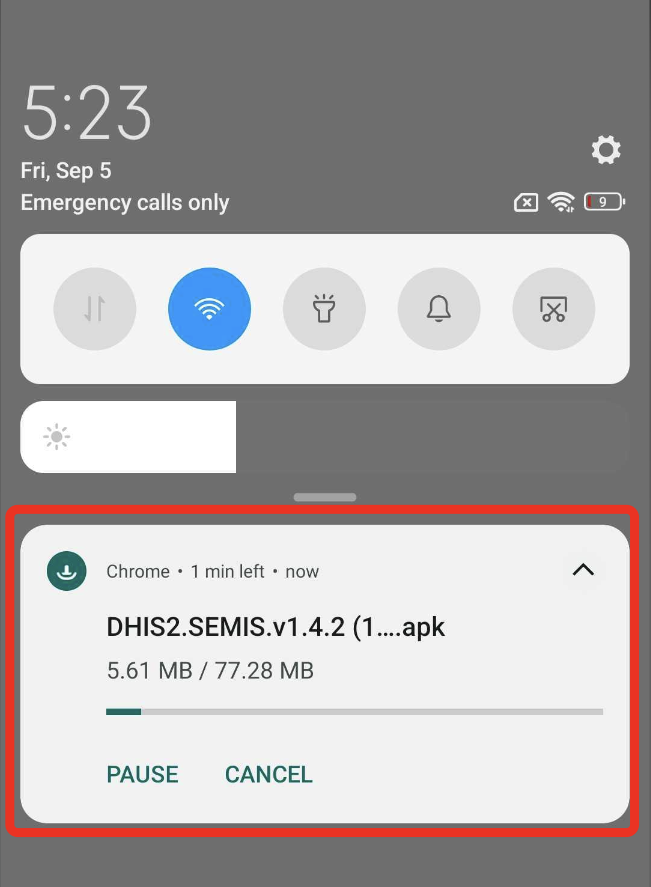 5:23
Fri, Sep 5
Emergency calls only
9
Chrome • 1 min left • now
DHIS2.SEMIS.v1.4.2 (1....apk
5.61 MB / 77.28 MB
PAUSE CANCEL